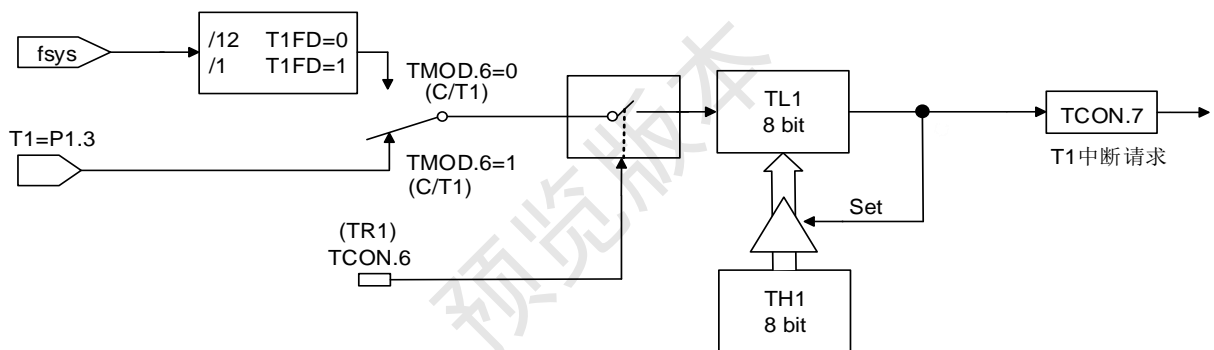 fsys
/12 T1FD=0
/1 T1FD=1
TMOD.6=0
(C/T1)
T1=P1.3
TMOD.6=1
(C/T1)
(TR1)
TCON.6
TL1
8 bit
TCON.7
T1中断请求
Set
TH1
8 bit
预览版本